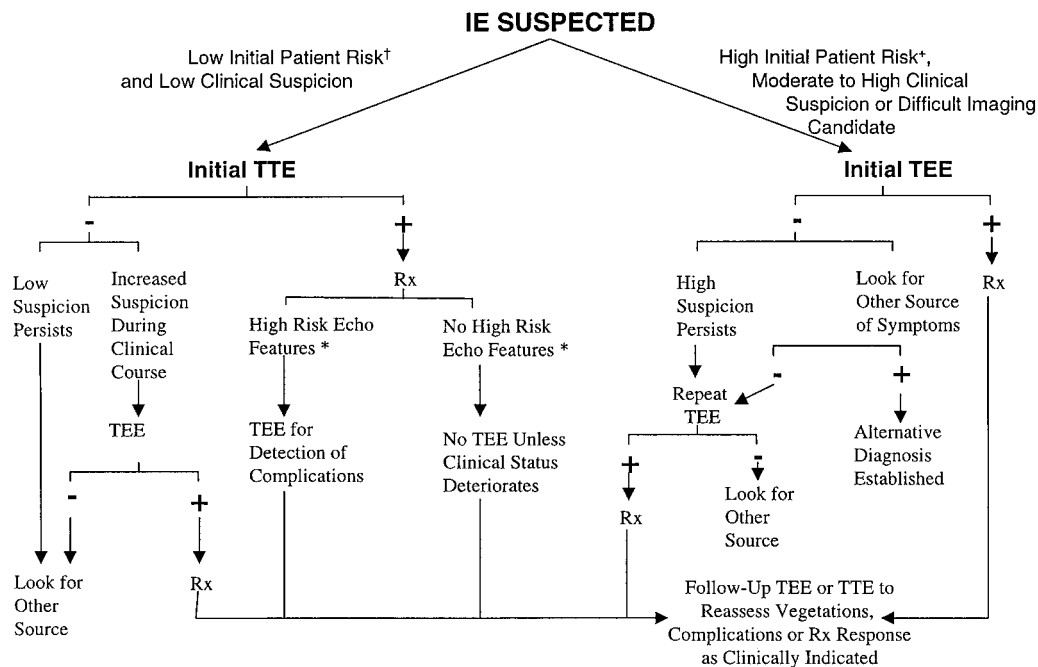 IE SUSPECTED
Low Initial Patient Risk†
and Low Clinical Suspicion
High Initial Patient Risk+,
Moderate to High Clinical
Suspicion or Difficult Imaging
Candidate
Initial TTE
Initial TEE
-
+
-
+
Low
Suspicion
Persists
Increased
Suspicion
During
Clinical
Course
Rx
High Risk Echo
Features *
No High Risk
Echo Features *
High
Suspicion
Persists
Look for
Other Source
of Symptoms
Rx
-
+
TEE
TEE for
Detection of
Complications
No TEE Unless
Clinical Status
Deteriorates
Repeat
TEE
Alternative
Diagnosis
Established
-
+
+
-
Rx
Look for
Other
Source
Look for
Other
Source
Rx
Follow-Up TEE or TTE to
Reassess Vegetations,
Complications or Rx Response
as Clinically Indicated